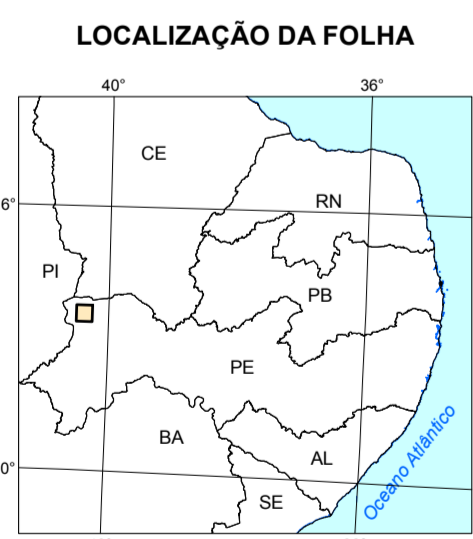 LOCALIZAÇÃO DA FOLHA
40° 36°
CE
6°
RN
PI
PB
PE
BA
AL
0°
SE
Oceano Atlântico